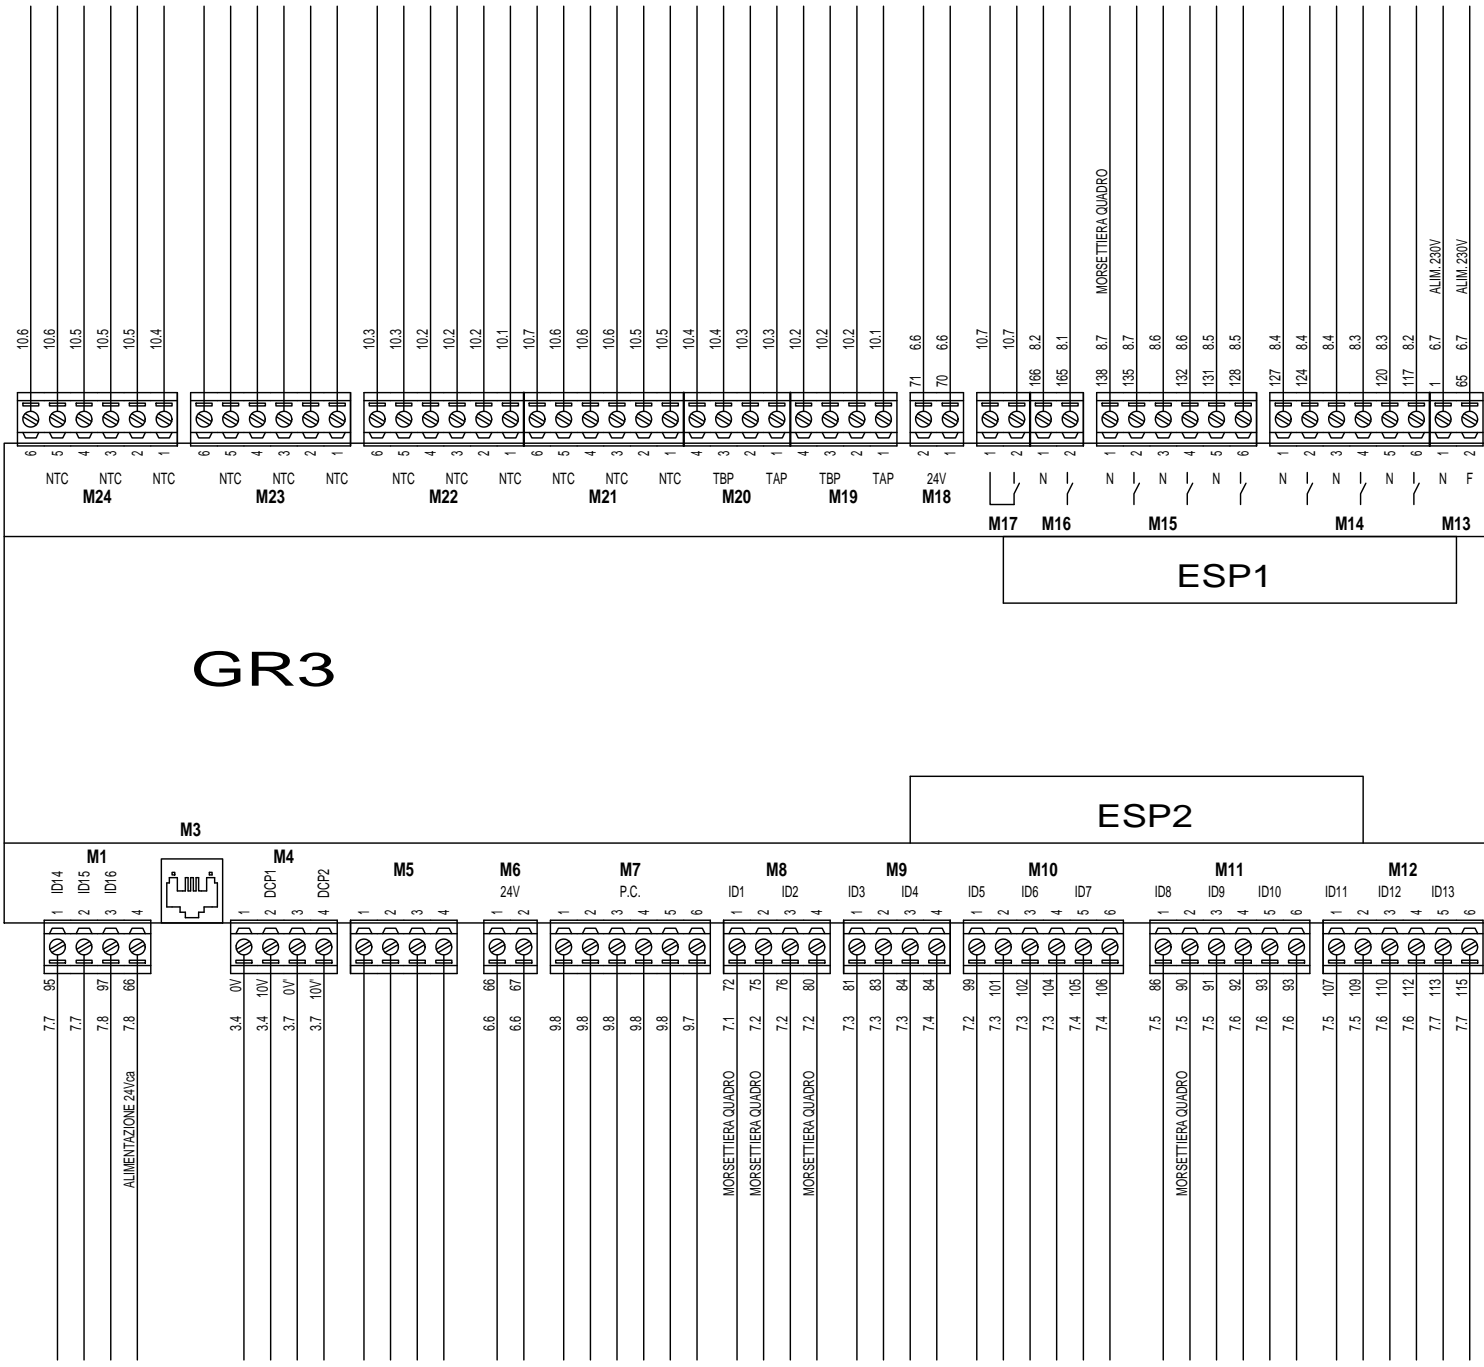 MORSETTIERA QUADRO ALIM. 230V ALIM. 230V
10.6 10.6 10.5 10.5 10.5 10.4 10.3 10.3 10.2 10.2 10.2 10.1 10.7 10.6 10.6 10.6 10.5 10.5 10.4 10.4 10.3 10.3 10.2 10.2 10.2 10.1 6.6 6.6 10.7 10.7 8.2 8.1 8.7 8.7 8.6 8.6 8.5 8.5 8.4 8.4 8.4 8.3 8.3 8.2 6.7 6.7
71 70 166 165 138 135 132 131 128 127 124 120 117 1 65
6 5 4 3 2 1 6 5 4 3 2 1 6 5 4 3 2 1 6 5 4 3 2 1 4 3 2 1 4 3 2 1 2 1 1 2 1 2 1 2 3 4 5 6 1 2 3 4 5 6 1 2
NTC NTC NTC NTC NTC NTC NTC NTC NTC NTC NTC NTC TBP TAP TBP TAP 24V N N N N N N N N F
M24 M23 M22 M21 M20 M19 M18
M17 M16 M15 M14 M13
ESP1
GR3
ESP2
M3
M1 M4 M5 M6 M7 M8 M9 M10 M11 M12
ID14 ID15 ID16 DCP1 DCP2 24V P.C. ID1 ID2 ID3 ID4 ID5 ID6 ID7 ID8 ID9 ID10 ID11 ID12 ID13
1 2 3 4 1 2 3 4 1 2 3 4 1 2 1 2 3 4 5 6 1 2 3 4 1 2 3 4 1 2 3 4 5 6 1 2 3 4 5 6 1 2 3 4 5 6
95 97 66 0V 10V 0V' 10V' 66 67 72 75 76 80 81 83 84 84 99 101 102 104 105 106 86 90 91 92 93 93 107 109 110 112 113 115
7.7 7.7 7.8 7.8 3.4 3.4 3.7 3.7 6.6 6.6 9.8 9.8 9.8 9.8 9.8 9.7 7.1 7.2 7.2 7.2 7.3 7.3 7.3 7.4 7.2 7.3 7.3 7.3 7.4 7.4 7.5 7.5 7.5 7.6 7.6 7.6 7.5 7.5 7.6 7.6 7.7 7.7
ALIMENTAZIONE 24Vca MORSETTIERA QUADRO MORSETTIERA QUADRO MORSETTIERA QUADRO MORSETTIERA QUADRO